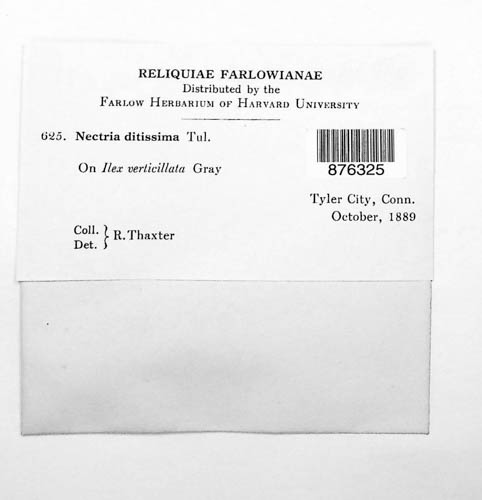 RELIQUIAE FARLOWIANAE
Distributed by the
FARLOW HERBARIUM OF HARVARD UNIVERSITY
625. Nectria ditissima Tul.
On Ilex verticillata Gray
876325
Tyler City, Conn.
October, 1889
Coll.
Det. } R. Thaxter